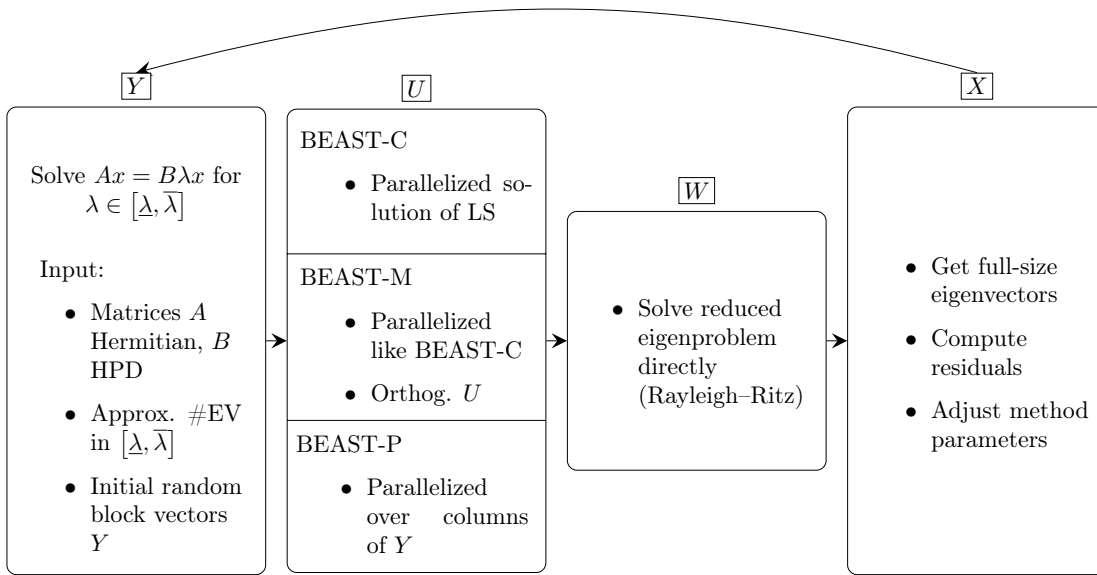 Y
Solve Ax = Bλx for
λ ∈ [λ̲, λ̅]
Input:
• Matrices A
Hermitian, B
HPD
• Approx. #EV
in [λ̲, λ̅]
• Initial random
block vectors
Y
U
BEAST-C
• Parallelized so-
lution of LS
BEAST-M
• Parallelized
like BEAST-C
• Orthog. U
BEAST-P
• Parallelized
over columns
of Y
W
• Solve reduced
eigenproblem
directly
(Rayleigh–Ritz)
X
• Get full-size
eigenvectors
• Compute
residuals
• Adjust method
parameters